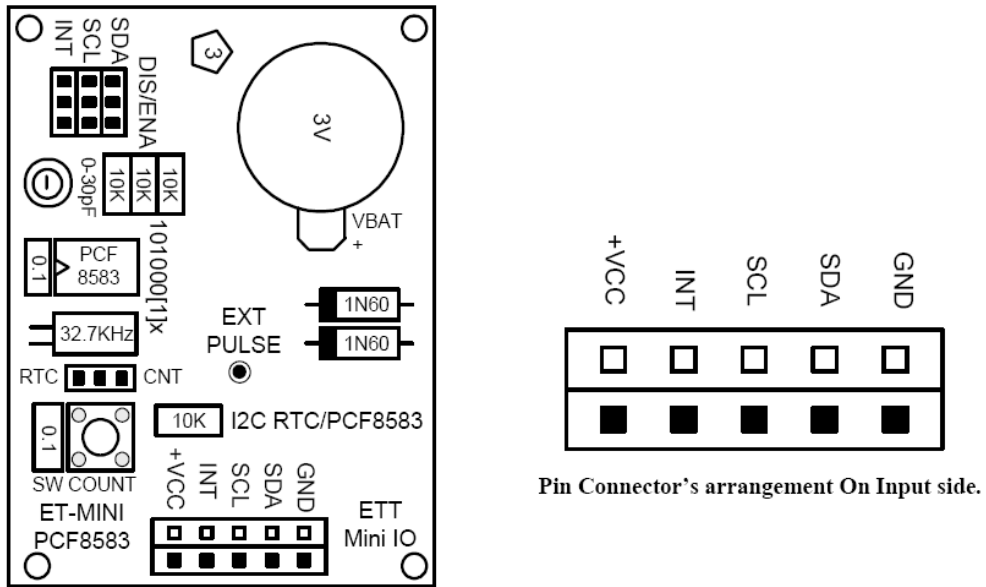 INT
SCL
SDA
DIS/ENA
3
3V
0-30pF
10K
10K
10K
VBAT
+
101000[1]x
0.1
PCF
8583
32.7KHz
EXT
PULSE
1N60
1N60
RTC
CNT
0.1
10K
I2C RTC/PCF8583
SW COUNT
+VCC
INT
SCL
SDA
GND
ET-MINI
PCF8583
ETT
Mini IO
+VCC
INT
SCL
SDA
GND
Pin Connector's arrangement On Input side.